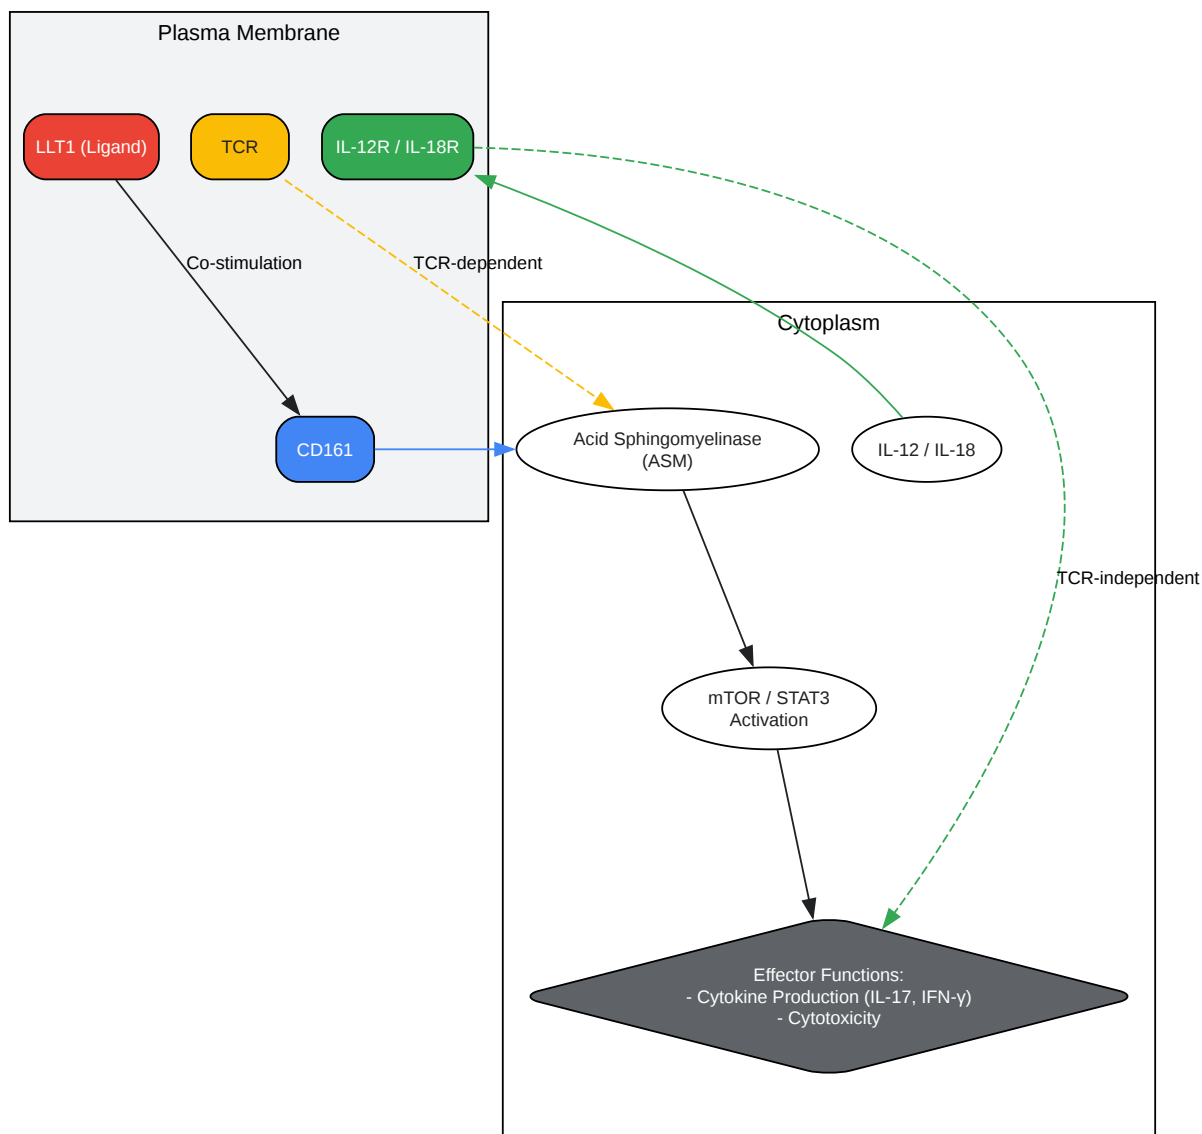 Plasma Membrane
LLT1 (Ligand)
TCR
IL-12R / IL-18R
Co-stimulation
TCR-dependent
Cytoplasm
CD161
Acid Sphingomyelinase
(ASM)
IL-12 / IL-18
TCR-independent
mTOR / STAT3
Activation
Effector Functions:
- Cytokine Production (IL-17, IFN-γ)
- Cytotoxicity